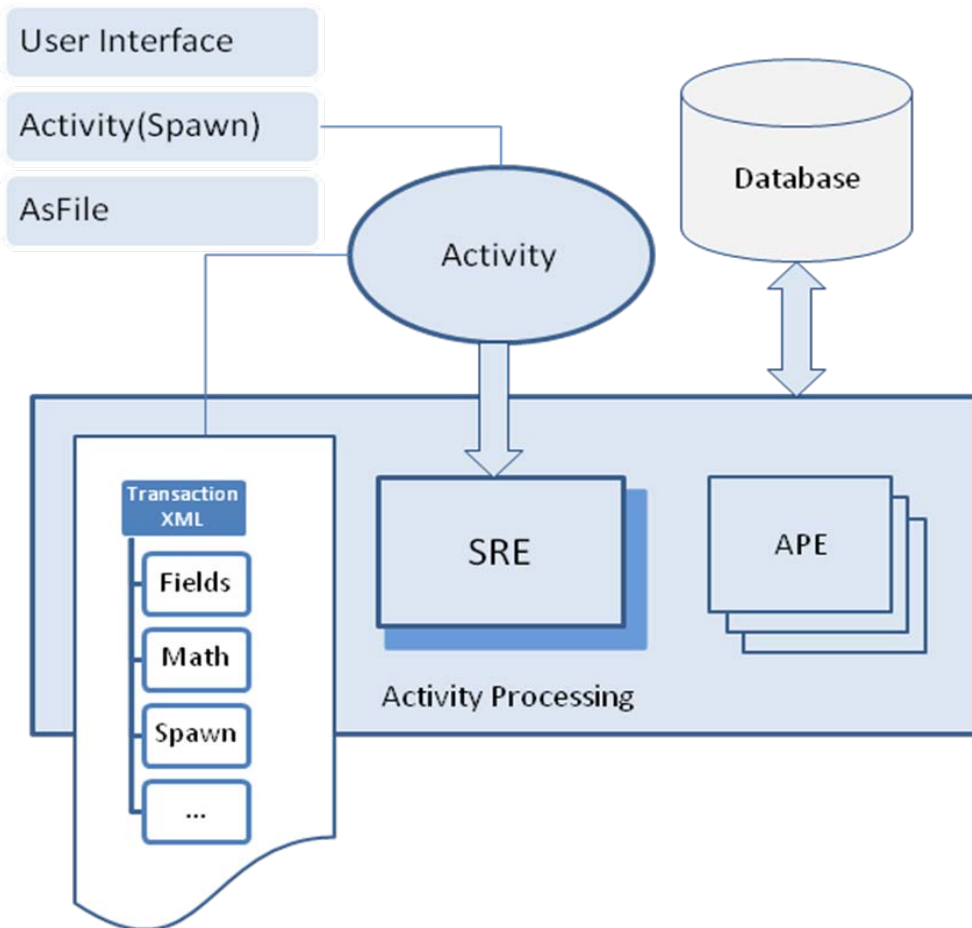 User Interface
Activity(Spawn)
AsFile
Activity
Database
Transaction
XML
Fields
Math
Spawn
...
SRE
APE
Activity Processing